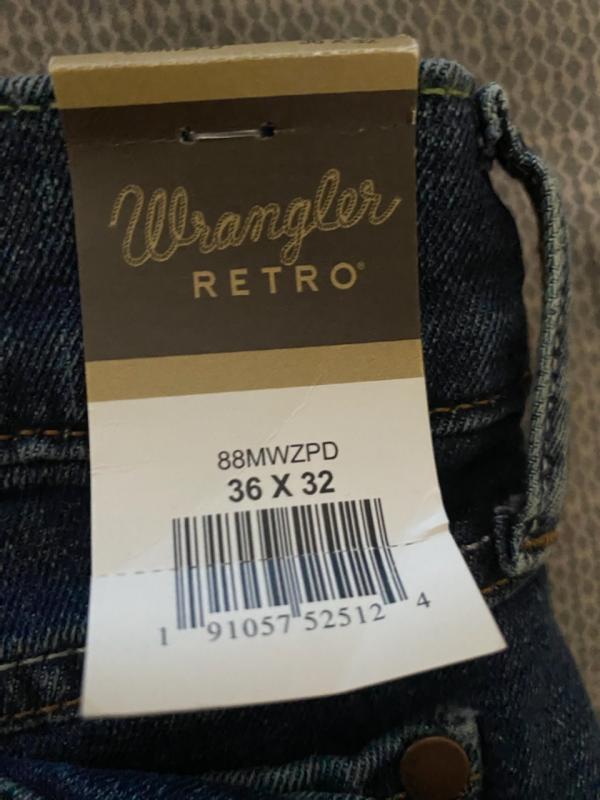 Wrangler
RETRO®
88MWZPD
36 X 32
1 91057 52512 4